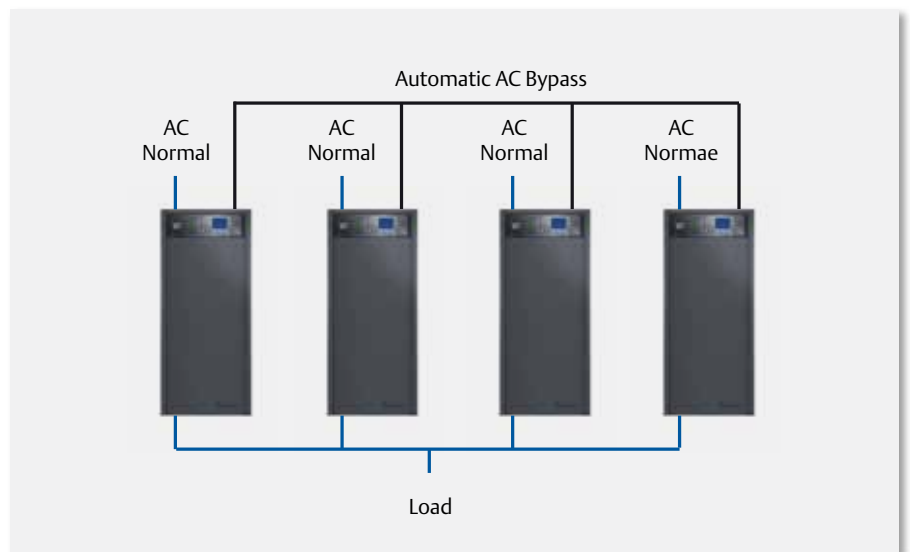 Automatic AC Bypass
AC
Normal
AC
Normal
AC
Normal
AC
Normae
Load